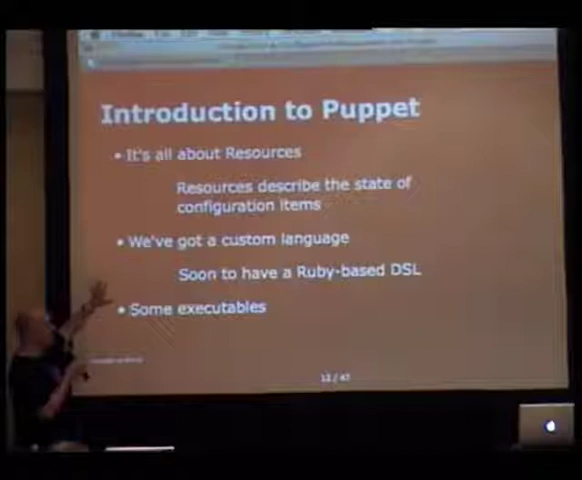 Introduction to Puppet
• It's all about Resources
Resources describe the state of
configuration items
• We've got a custom language
Soon to have a Ruby-based DSL
• Some executables
12 / 47